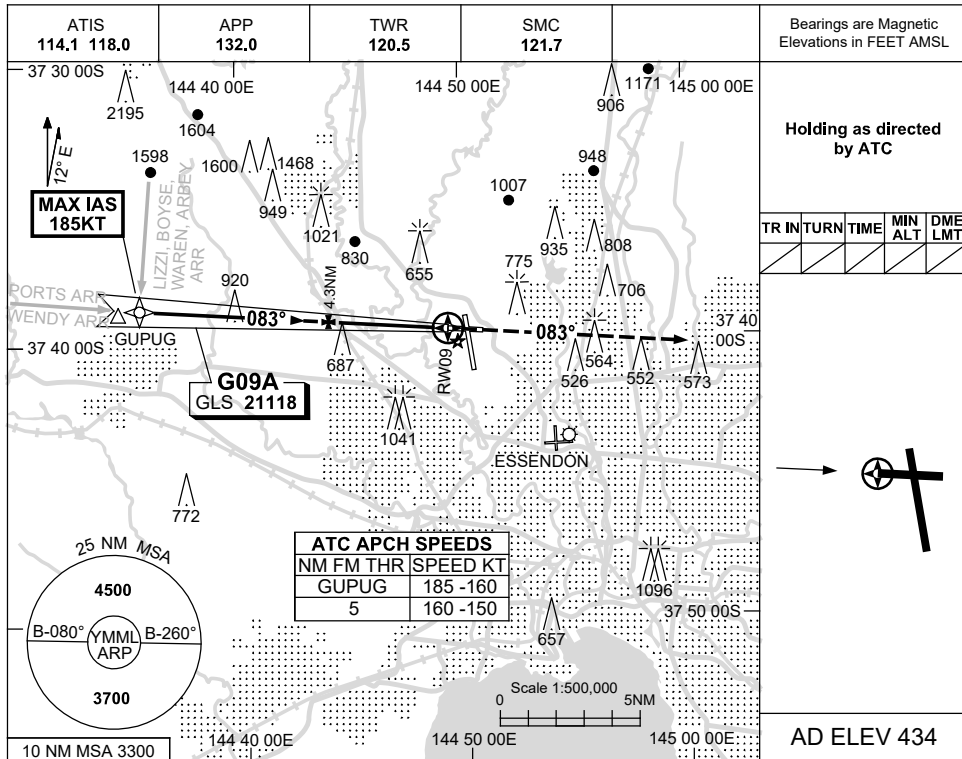 ATIS
114.1 118.0
APP
132.0
TWR
120.5
SMC
121.7
Bearings are Magnetic
Elevations in FEET AMSL
37 30 00S
144 40 00E
144 50 00E
145 00 00E
2195
1604
1171
906
12° E
1598
1600
1468
949
948
1007
MAX IAS
185KT
LIZZI, BOYSE,
WAREN, ARBEY
ARR
1021
830
655
935
808
775
706
920
4.3NM
PORTS ARR
WENDY ARR
083°
083°
37 40
00S
GUPUG
37 40 00S
687
RW09
526
564
552
573
G09A
GLS 21118
1041
ESSENDON
772
ATC APCH SPEEDS
NM FM THR SPEED KT
GUPUG 185 -160
5 160 -150
1096
37 50 00S
657
25 NM MSA
4500
B-080° YMML B-260°
ARP
3700
10 NM MSA 3300
Scale 1:500,000
0 5NM
144 40 00E
144 50 00E
145 00 00E
Holding as directed
by ATC
TR IN TURN TIME MIN ALT DME LMT
AD ELEV 434